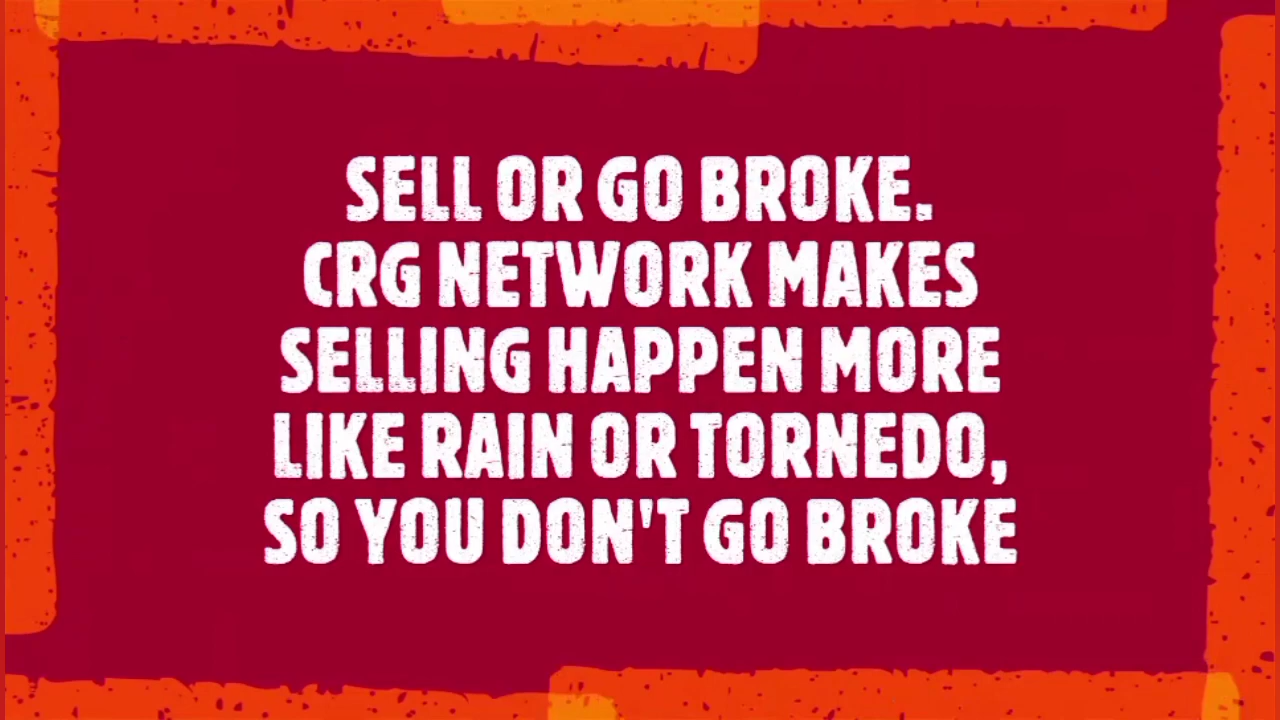 SELL OR GO BROKE.
CRG NETWORK MAKES
SELLING HAPPEN MORE
LIKE RAIN OR TORNEDO,
SO YOU DON'T GO BROKE